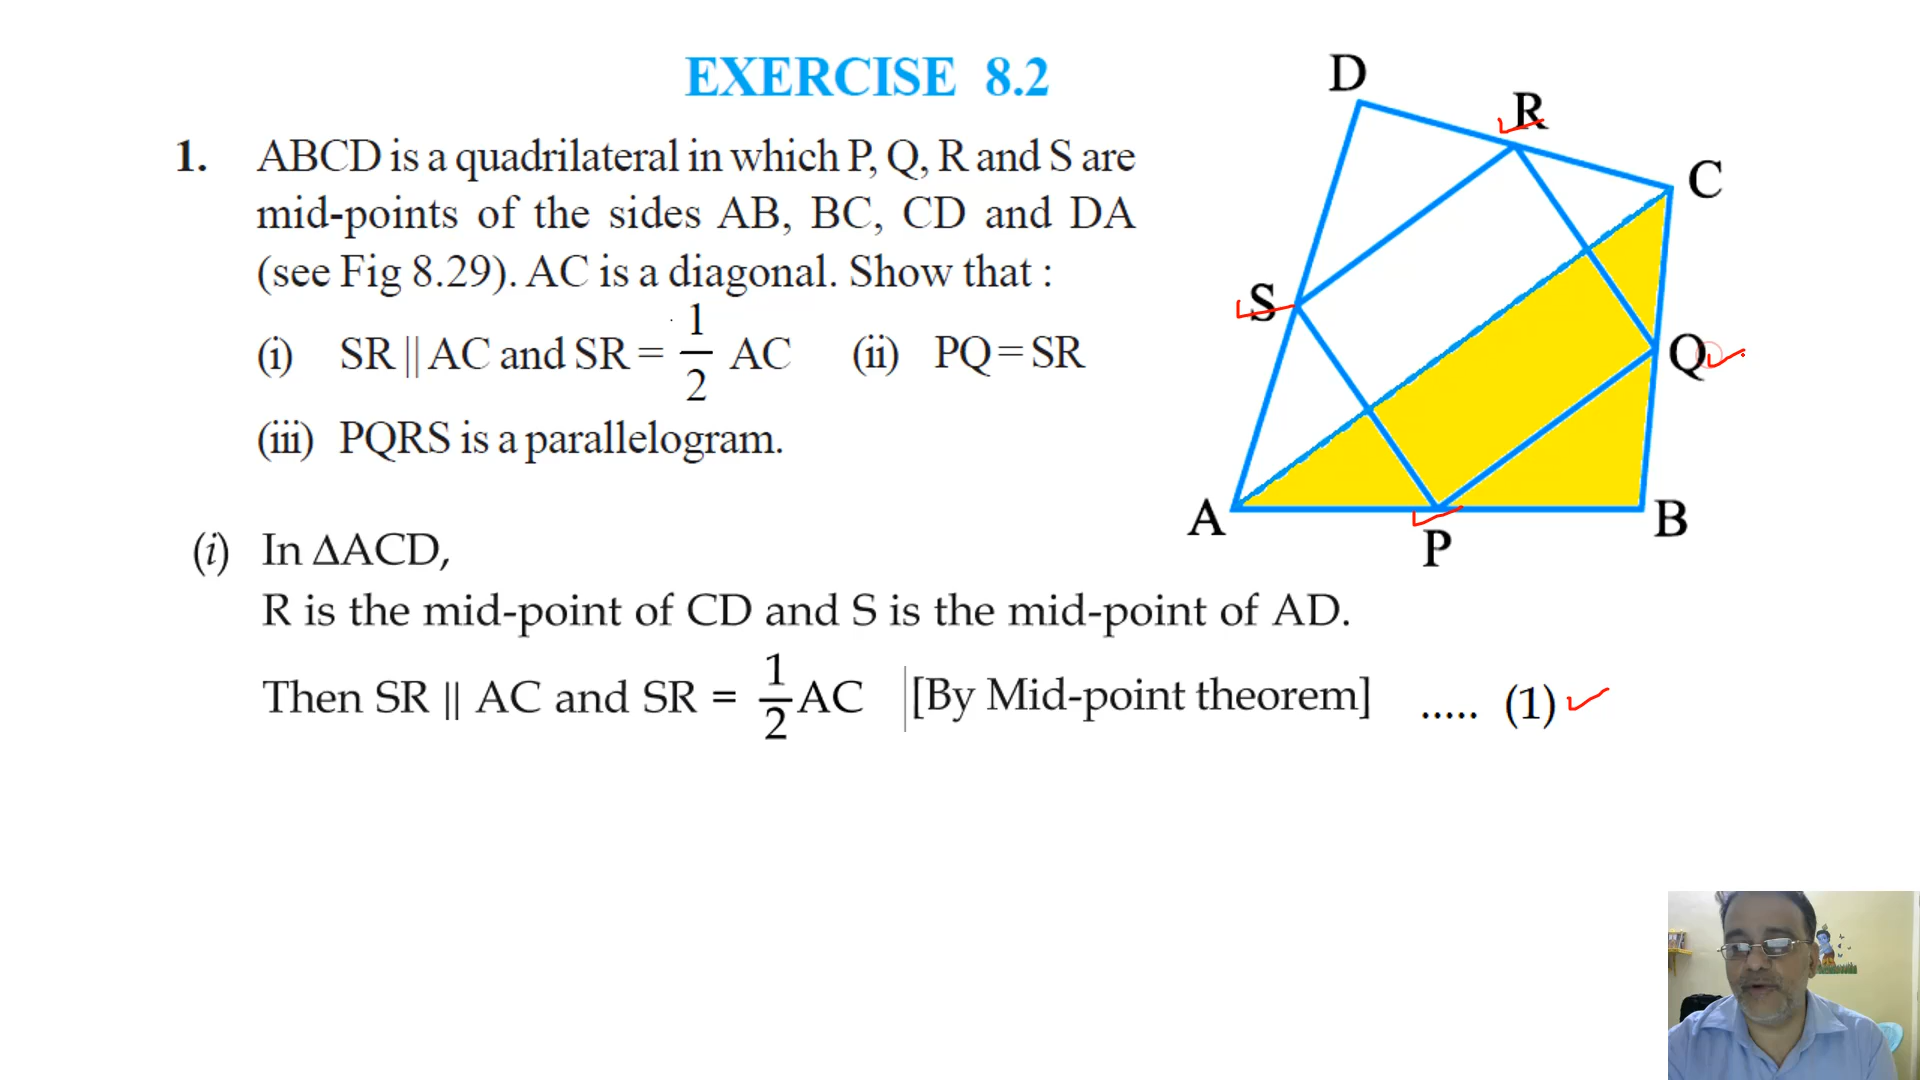 EXERCISE 8.2
1. ABCD is a quadrilateral in which P, Q, R and S are
mid-points of the sides AB, BC, CD and DA
(see Fig 8.29). AC is a diagonal. Show that :
(i) SR || AC and SR = 1/2 AC (ii) PQ = SR
(iii) PQRS is a parallelogram.
D
R
C
S
Q
A
B
P
(i) In ΔACD,
R is the mid-point of CD and S is the mid-point of AD.
Then SR || AC and SR = 1/2 AC |[By Mid-point theorem] ..... (1)